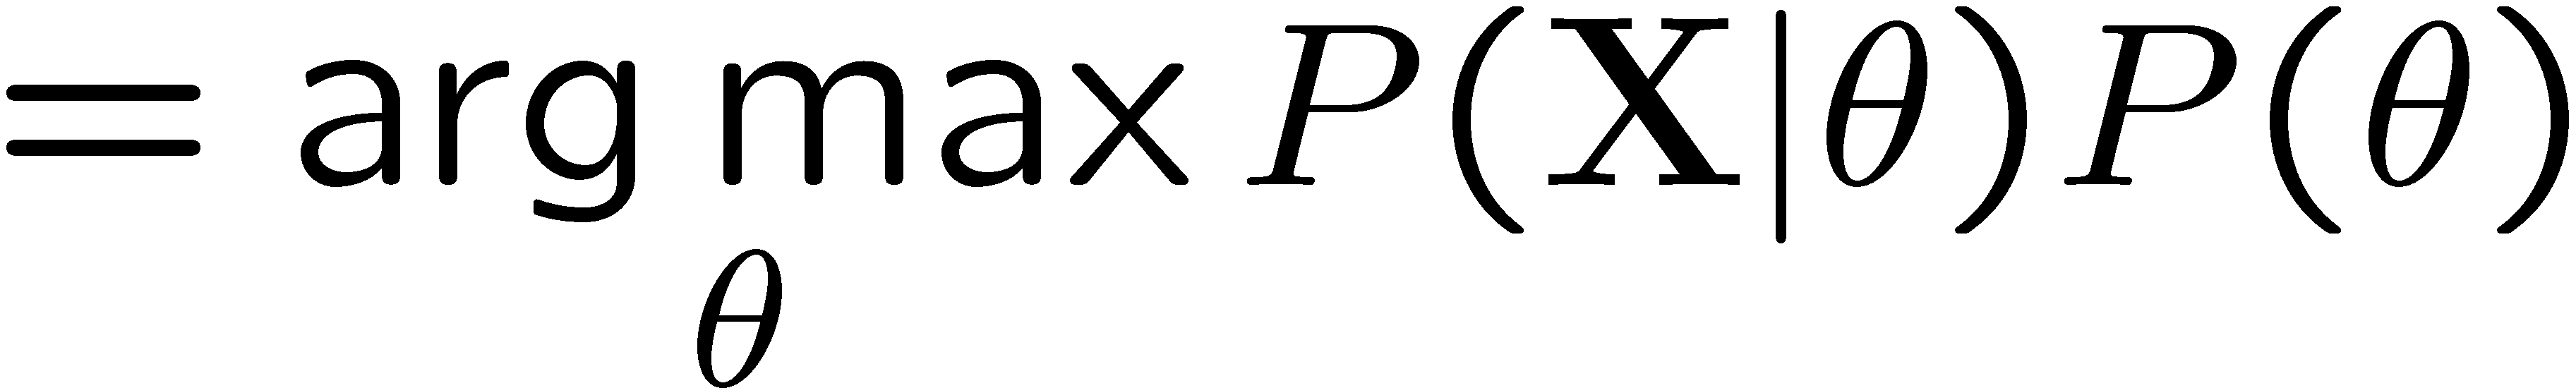 = arg max P(X|θ)P(θ)
θ